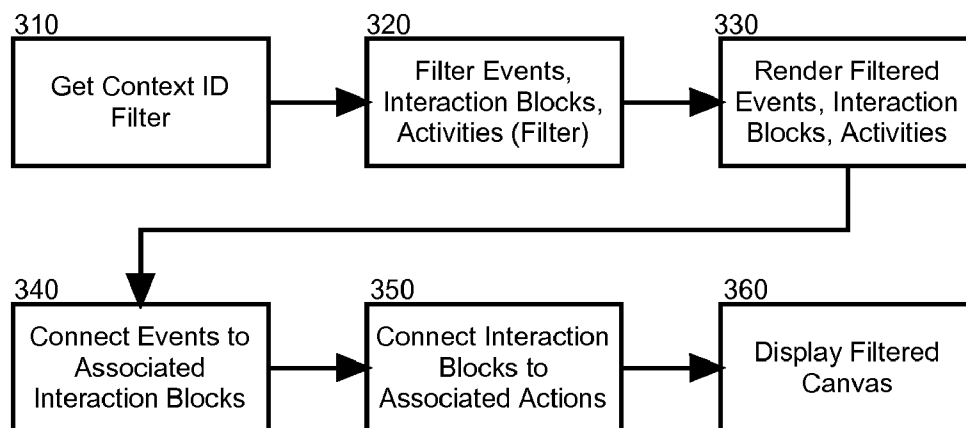 310
Get Context ID
Filter
320
Filter Events,
Interaction Blocks,
Activities (Filter)
330
Render Filtered
Events, Interaction
Blocks, Activities
340
Connect Events to
Associated
Interaction Blocks
350
Connect Interaction
Blocks to
Associated Actions
360
Display Filtered
Canvas